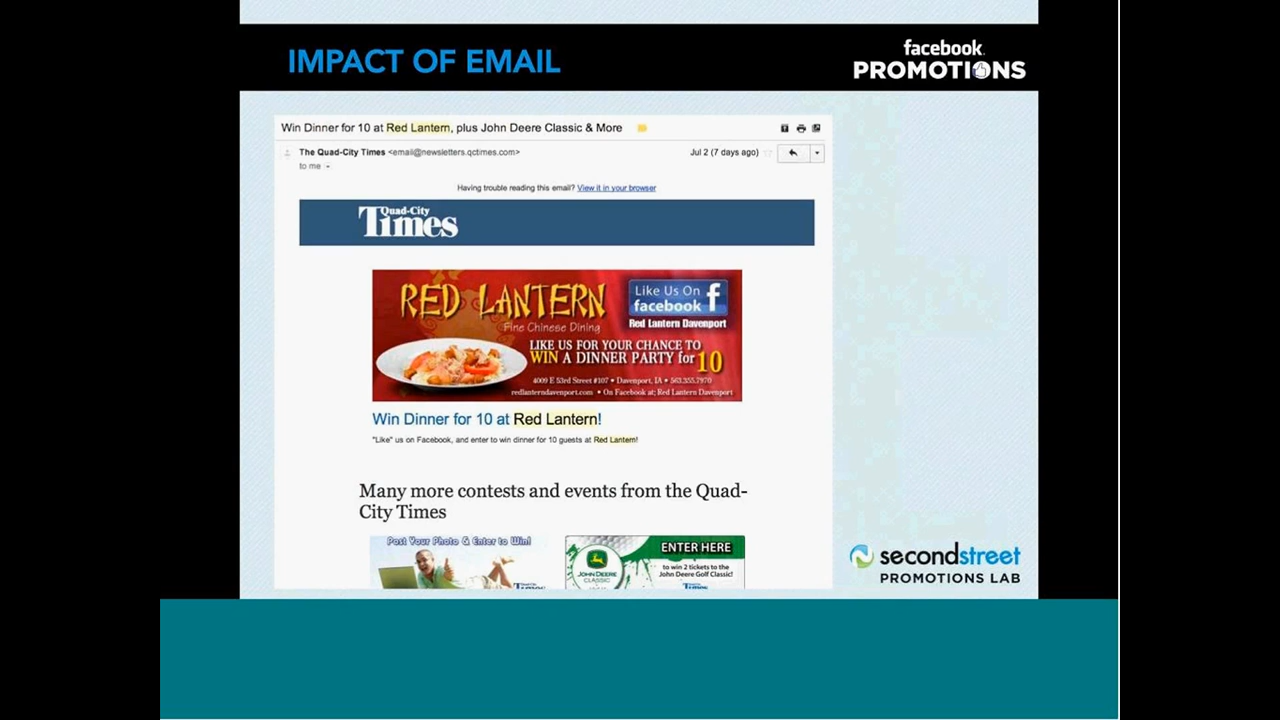 IMPACT OF EMAIL
facebook
PROMOTIONS
Win Dinner for 10 at Red Lantern, plus John Deere Classic & More
The Quad-City Times <email@newsletters.qctimes.com>
Jul 2 (7 days ago)
to me
Having trouble reading this email? View it in your browser
Quad-City
Times
RED LANTERN
Fine Chinese Dining
Like Us On
facebook
Red Lantern Davenport
LIKE US FOR YOUR CHANCE TO
WIN A DINNER PARTY for 10
4009 E 53rd Street #107 • Davenport, IA • 563.355.7970
redlanterndavenport.com • On Facebook at; Red Lantern Davenport
Win Dinner for 10 at Red Lantern!
"Like" us on Facebook, and enter to win dinner for 10 guests at Red Lantern!
Many more contests and events from the Quad-
City Times
Post Your Photo & Enter to Win!
JOHN DEERE
CLASSIC
ENTER HERE
to win 2 tickets to the
John Deere Golf Classic!
Times
secondstreet
PROMOTIONS LAB